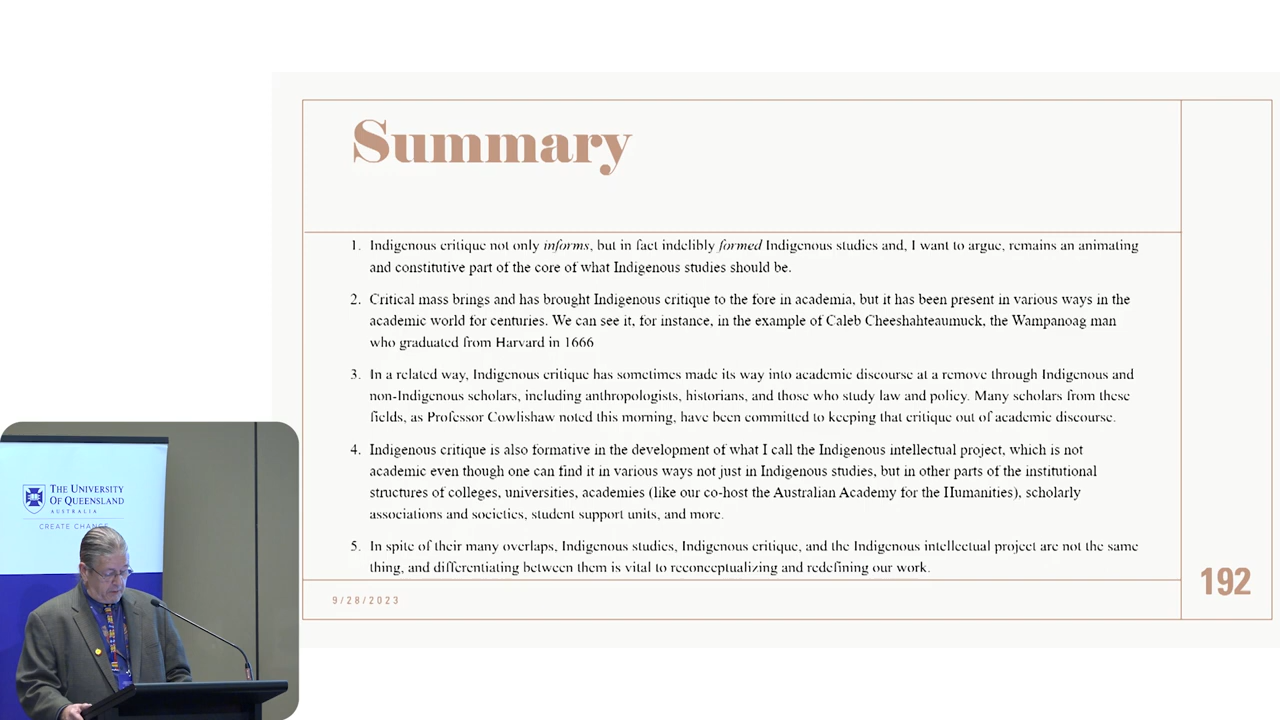 Summary
1. Indigenous critique not only informs, but in fact indelibly formed Indigenous studies and, I want to argue, remains an animating
and constitutive part of the core of what Indigenous studies should be.
2. Critical mass brings and has brought Indigenous critique to the fore in academia, but it has been present in various ways in the
academic world for centuries. We can see it, for instance, in the example of Caleb Cheeshahteaumuck, the Wampanoag man
who graduated from Harvard in 1666
3. In a related way, Indigenous critique has sometimes made its way into academic discourse at a remove through Indigenous and
non-Indigenous scholars, including anthropologists, historians, and those who study law and policy. Many scholars from these
fields, as Professor Cowlishaw noted this morning, have been committed to keeping that critique out of academic discourse.
4. Indigenous critique is also formative in the development of what I call the Indigenous intellectual project, which is not
academic even though one can find it in various ways not just in Indigenous studies, but in other parts of the institutional
structures of colleges, universities, academies (like our co-host the Australian Academy for the Humanities), scholarly
associations and societies, student support units, and more.
5. In spite of their many overlaps, Indigenous studies, Indigenous critique, and the Indigenous intellectual project are not the same
thing, and differentiating between them is vital to reconceptualizing and redefining our work.
9/28/2023
192
THE UNIVERSITY
OF QUEENSLAND
AUSTRALIA
CREATE CHANGE